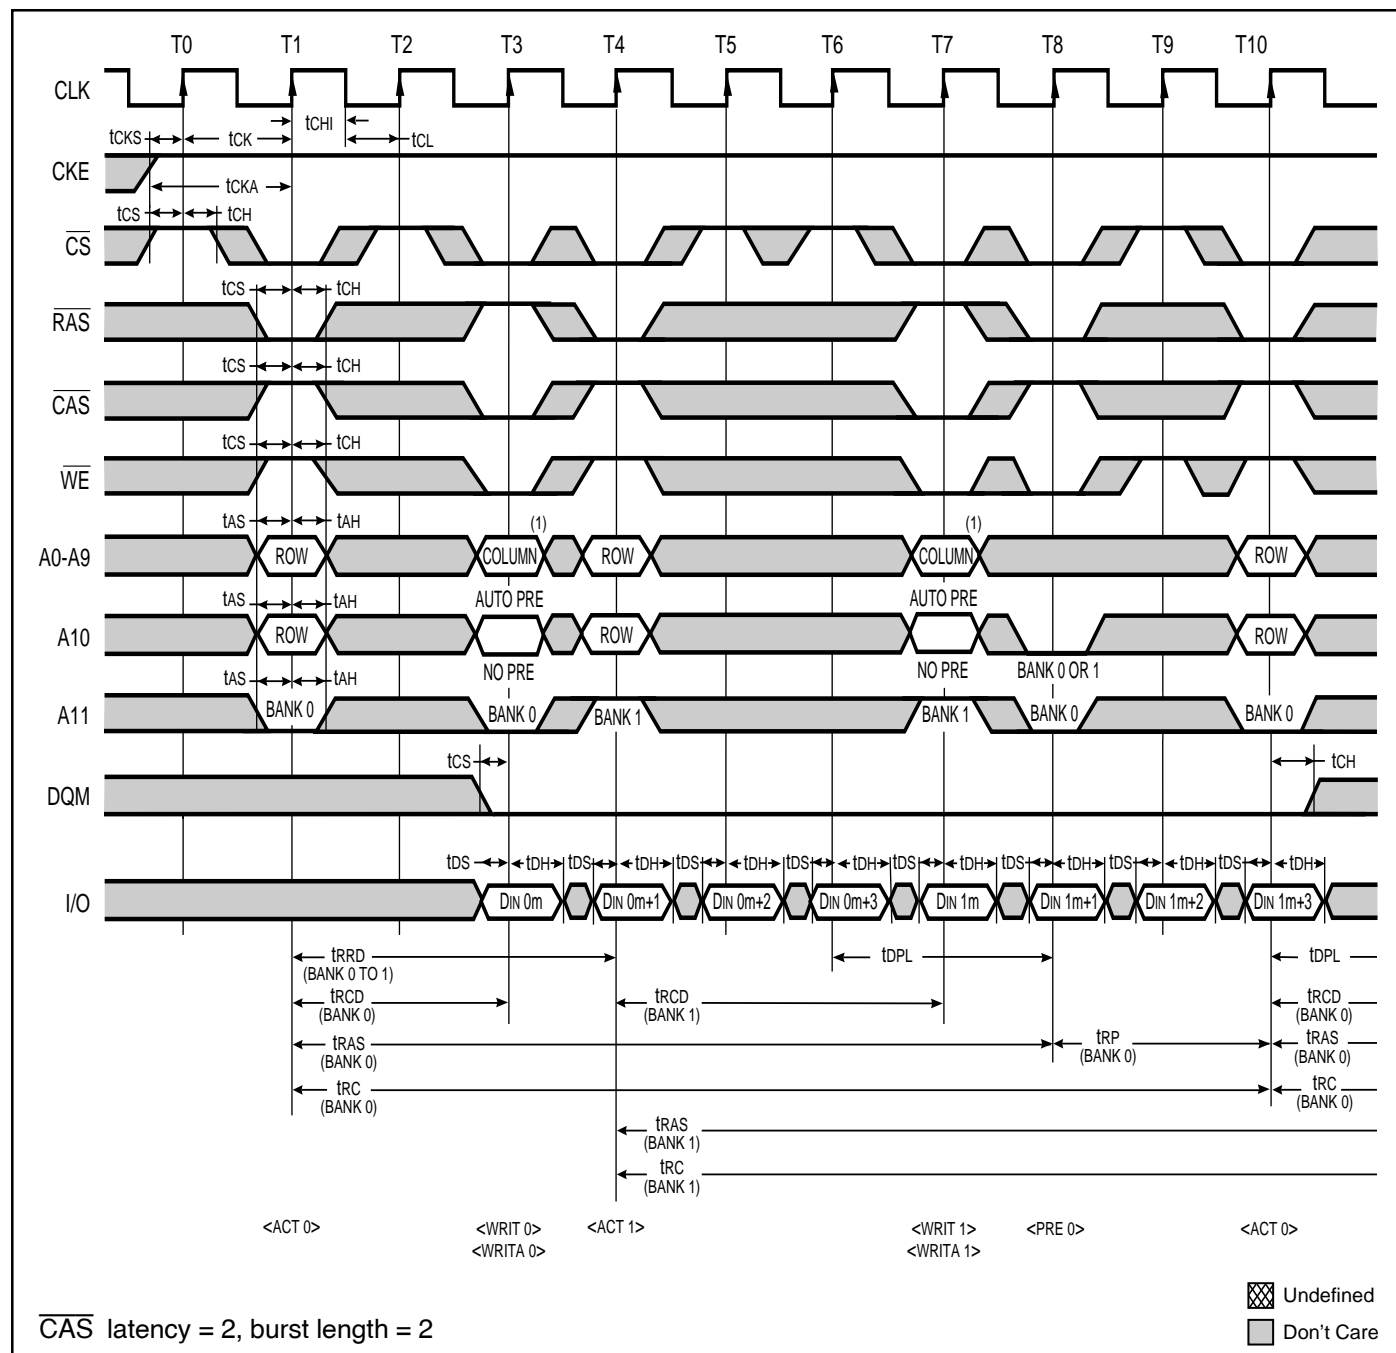 T0 T1 T2 T3 T4 T5 T6 T7 T8 T9 T10
CLK
tCHI
tCKS tCK tCL
CKE
tCKA
tCS tCH
CS
tCS tCH
RAS
tCS tCH
CAS
tCS tCH
WE
tAS tAH (1) (1)
A0-A9 ROW COLUMN ROW COLUMN ROW
tAS tAH AUTO PRE AUTO PRE
A10 ROW ROW ROW
tAS tAH NO PRE NO PRE BANK 0 OR 1
A11 BANK 0 BANK 0 BANK 1 BANK 1 BANK 0 BANK 0
tCS tCH
DQM
tDS tDH tDS tDH tDS tDH tDS tDH tDS tDH tDS tDH tDS tDH tDS tDH
I/O DIN 0m DIN 0m+1 DIN 0m+2 DIN 0m+3 DIN 1m DIN 1m+1 DIN 1m+2 DIN 1m+3
tRRD tDPL tDPL
(BANK 0 TO 1)
tRCD tRCD tRCD
(BANK 0) (BANK 1) (BANK 0)
tRAS tRP tRAS
(BANK 0) (BANK 0) (BANK 0)
tRC tRC
(BANK 0) (BANK 0)
tRAS
(BANK 1)
tRC
(BANK 1)
<ACT 0> <WRIT 0> <ACT 1> <WRIT 1> <PRE 0> <ACT 0>
<WRITA 0> <WRITA 1>
Undefined
CAS latency = 2, burst length = 2
Don't Care